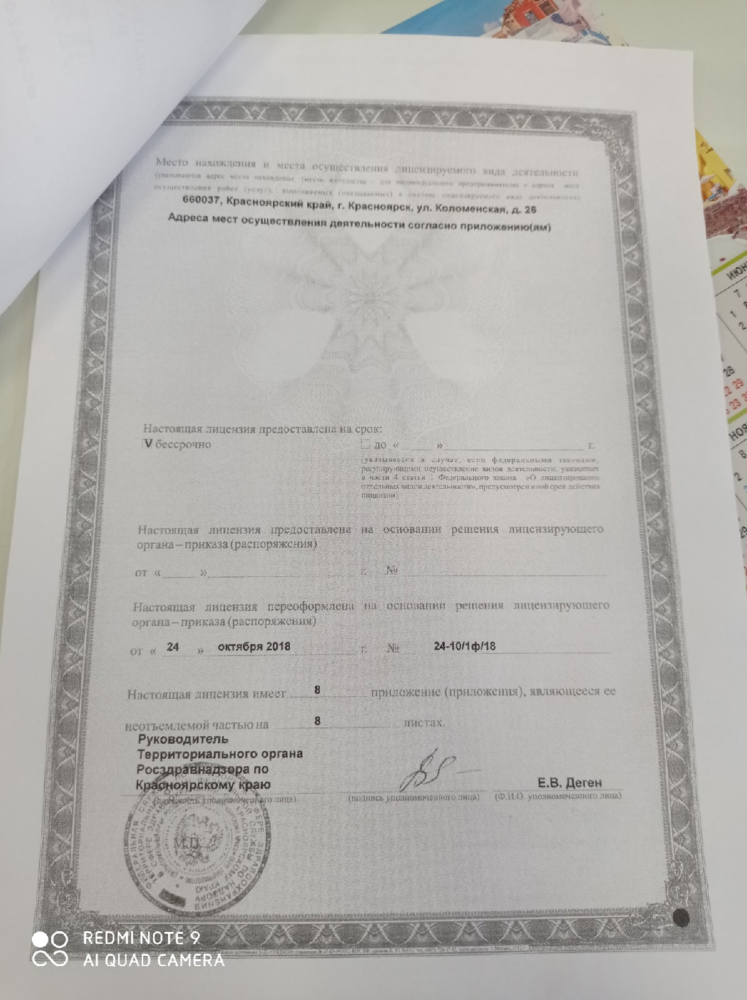 Место нахождения и места осуществления лицензируемого вида деятельности
(указываются адрес места нахождения, (место жительства – для индивидуального предпринимателя) и адреса мест
осуществления работ (услуг), выполняемых (оказываемых) в составе лицензируемого вида деятельности)
660037, Красноярский край, г. Красноярск, ул. Коломенская, д. 26
Адреса мест осуществления деятельности согласно приложению(ям)
Настоящая лицензия предоставлена на срок:
V бессрочно
до « » г.
(указывается в случае, если федеральными законами,
регулирующими осуществление видов деятельности, указанных
в части 4 статьи 1 Федерального закона «О лицензировании
отдельных видов деятельности», предусмотрен иной срок действия
лицензии)
Настоящая лицензия предоставлена на основании решения лицензирующего
органа – приказа (распоряжения)
от « » г. №
Настоящая лицензия переоформлена на основании решения лицензирующего
органа – приказа (распоряжения)
от « 24 » октября 2018 г. № 24-10/1ф/18
Настоящая лицензия имеет 8 приложение (приложения), являющееся ее
неотъемлемой частью на 8 листах.
Руководитель
Территориального органа
Росздравнадзора по
Красноярскому краю
Е.В. Деген
(должность уполномоченного лица)
(подпись уполномоченного лица)
(Ф.И.О. уполномоченного лица)
М.П.
REDMI NOTE 9
AI QUAD CAMERA